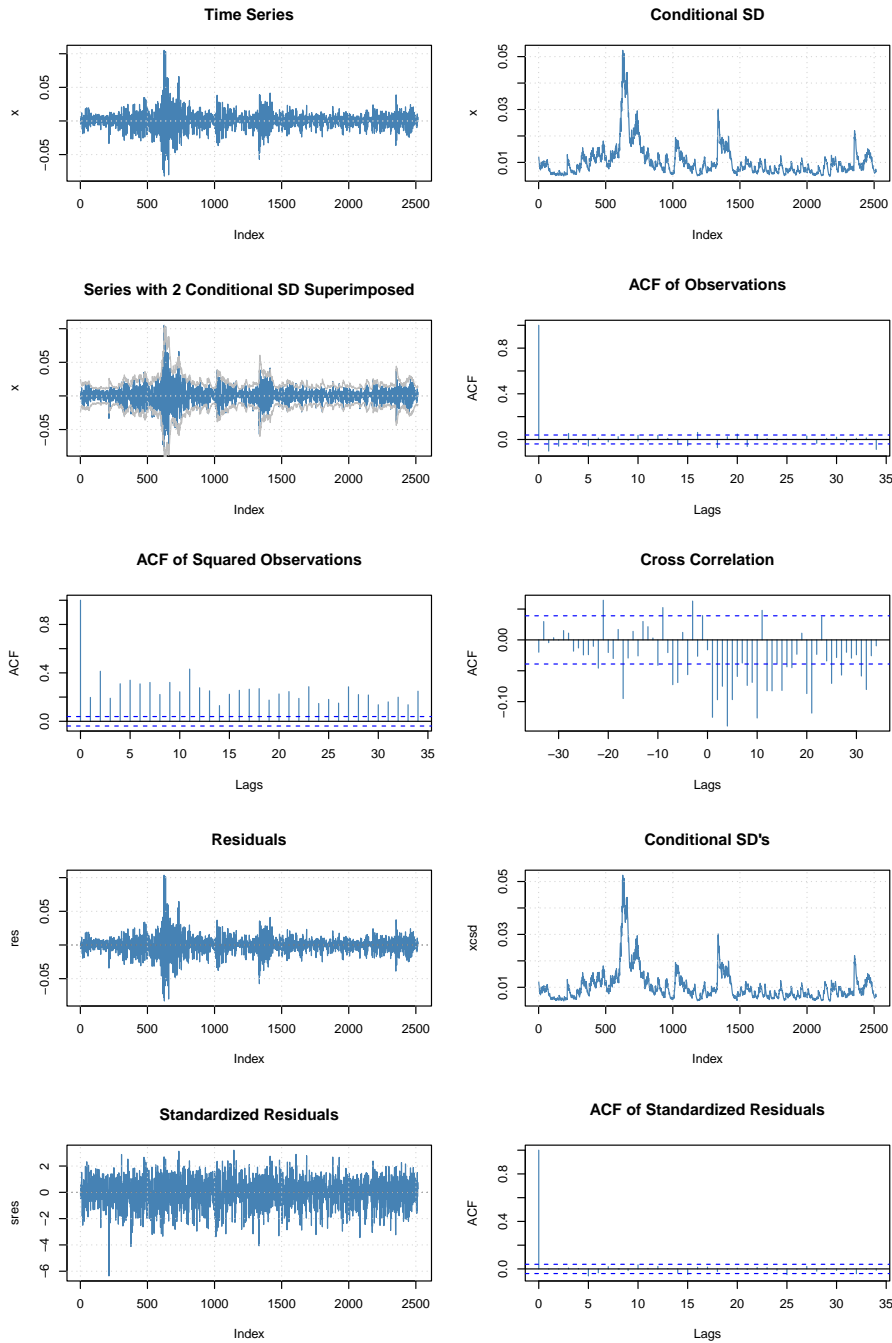 Time Series
x
0.05
−0.05
0 500 1000 1500 2000 2500
Index
Conditional SD
x
0.05
0.03
0.01
0 500 1000 1500 2000 2500
Index
Series with 2 Conditional SD Superimposed
x
0.05
−0.05
0 500 1000 1500 2000 2500
Index
ACF of Observations
ACF
0.8
0.4
0.0
0 5 10 15 20 25 30 35
Lags
ACF of Squared Observations
ACF
0.8
0.4
0.0
0 5 10 15 20 25 30 35
Lags
Cross Correlation
ACF
0.00
−0.10
−30 −20 −10 0 10 20 30
Lags
Residuals
res
0.05
−0.05
0 500 1000 1500 2000 2500
Index
Conditional SD's
xcsd
0.05
0.03
0.01
0 500 1000 1500 2000 2500
Index
Standardized Residuals
sres
2
0
−2
−4
−6
0 500 1000 1500 2000 2500
Index
ACF of Standardized Residuals
ACF
0.8
0.4
0.0
0 5 10 15 20 25 30 35
Lags